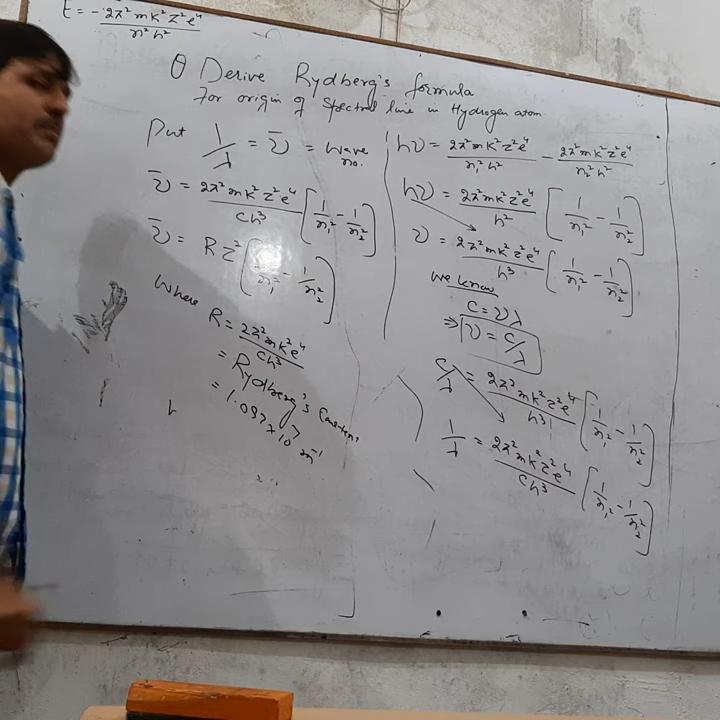 E = - 2π²mk²z²e⁴ / n²h²
Q Derive Rydberg's formula
For origin of Spectral line in Hydrogen atom
Put 1/λ = ν̄ = wave no.
ν̄ = 2π²mk²z²e⁴ / ch³ [1/n₁² - 1/n₂²]
ν̄ = Rz² (1/n₁² - 1/n₂²)
Where R = 2π²mk²e⁴ / ch³
= Rydberg's
= 1.097 × 10⁷ m⁻¹
hν = 2π²mk²z²e⁴ / n₁²h² - 2π²mk²z²e⁴ / n₂²h²
hν = 2π²mk²z²e⁴ / h² [1/n₁² - 1/n₂²]
ν = 2π²mk²z²e⁴ / h³ [1/n₁² - 1/n₂²]
we know
c = νλ
⇒ ν = c/λ
c/λ = 2π²mk²z²e⁴ / h³ [1/n₁² - 1/n₂²]
1/λ = 2π²mk²z²e⁴ / ch³ [1/n₁² - 1/n₂²]